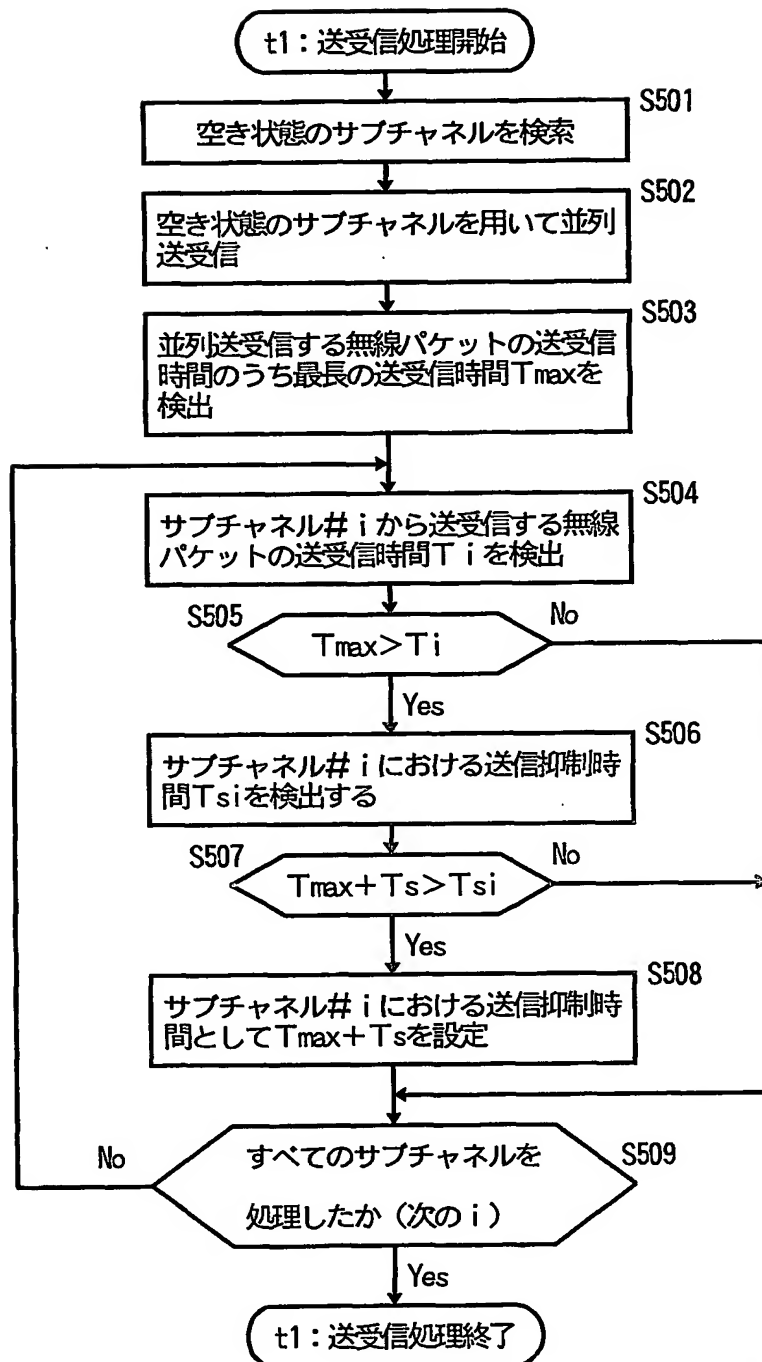 t1：送受信処理開始
S501
空き状態のサブチャネルを検索
S502
空き状態のサブチャネルを用いて並列
送受信
S503
並列送受信する無線パケットの送受信
時間のうち最長の送受信時間Tmaxを
検出
S504
サブチャネル＃ｉから送受信する無線
パケットの送受信時間Tiを検出
S505
Tmax＞Ti
No
Yes
S506
サブチャネル＃ｉにおける送信抑制時
間Tsiを検出する
S507
Tmax＋Ts＞Tsi
No
Yes
S508
サブチャネル＃ｉにおける送信抑制時
間としてTmax＋Tsを設定
No
すべてのサブチャネルを
S509
処理したか（次のｉ）
Yes
t1：送受信処理終了